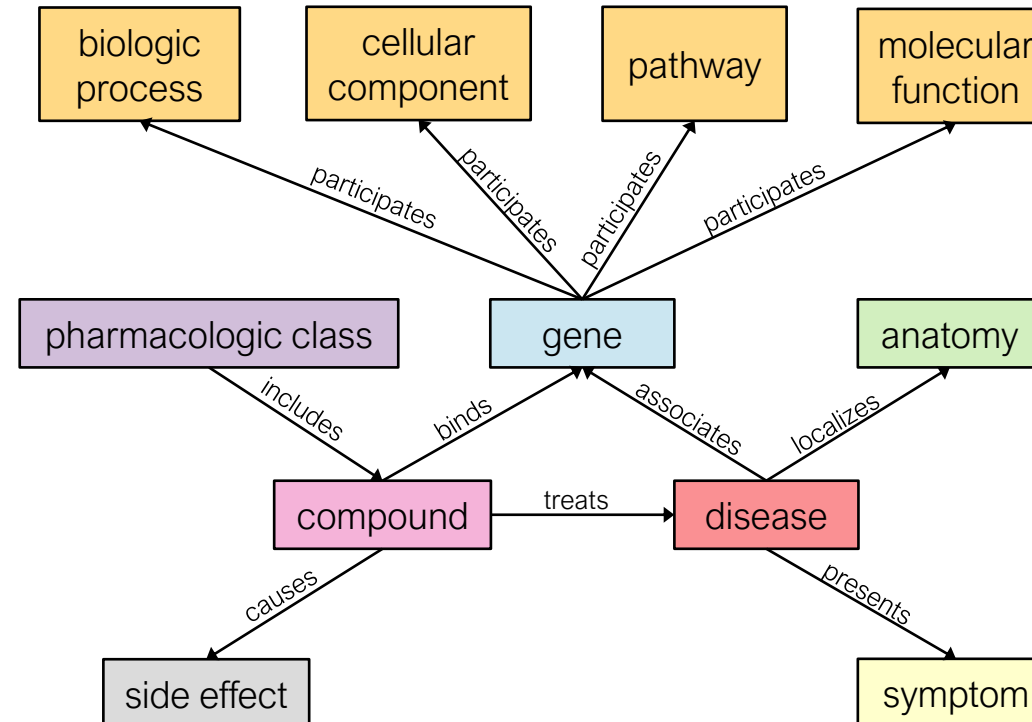 biologic
process
cellular
component
pathway
molecular
function
participates
participates
participates
participates
pharmacologic class
gene
anatomy
includes
binds
associates
localizes
compound
treats
disease
causes
presents
side effect
symptom